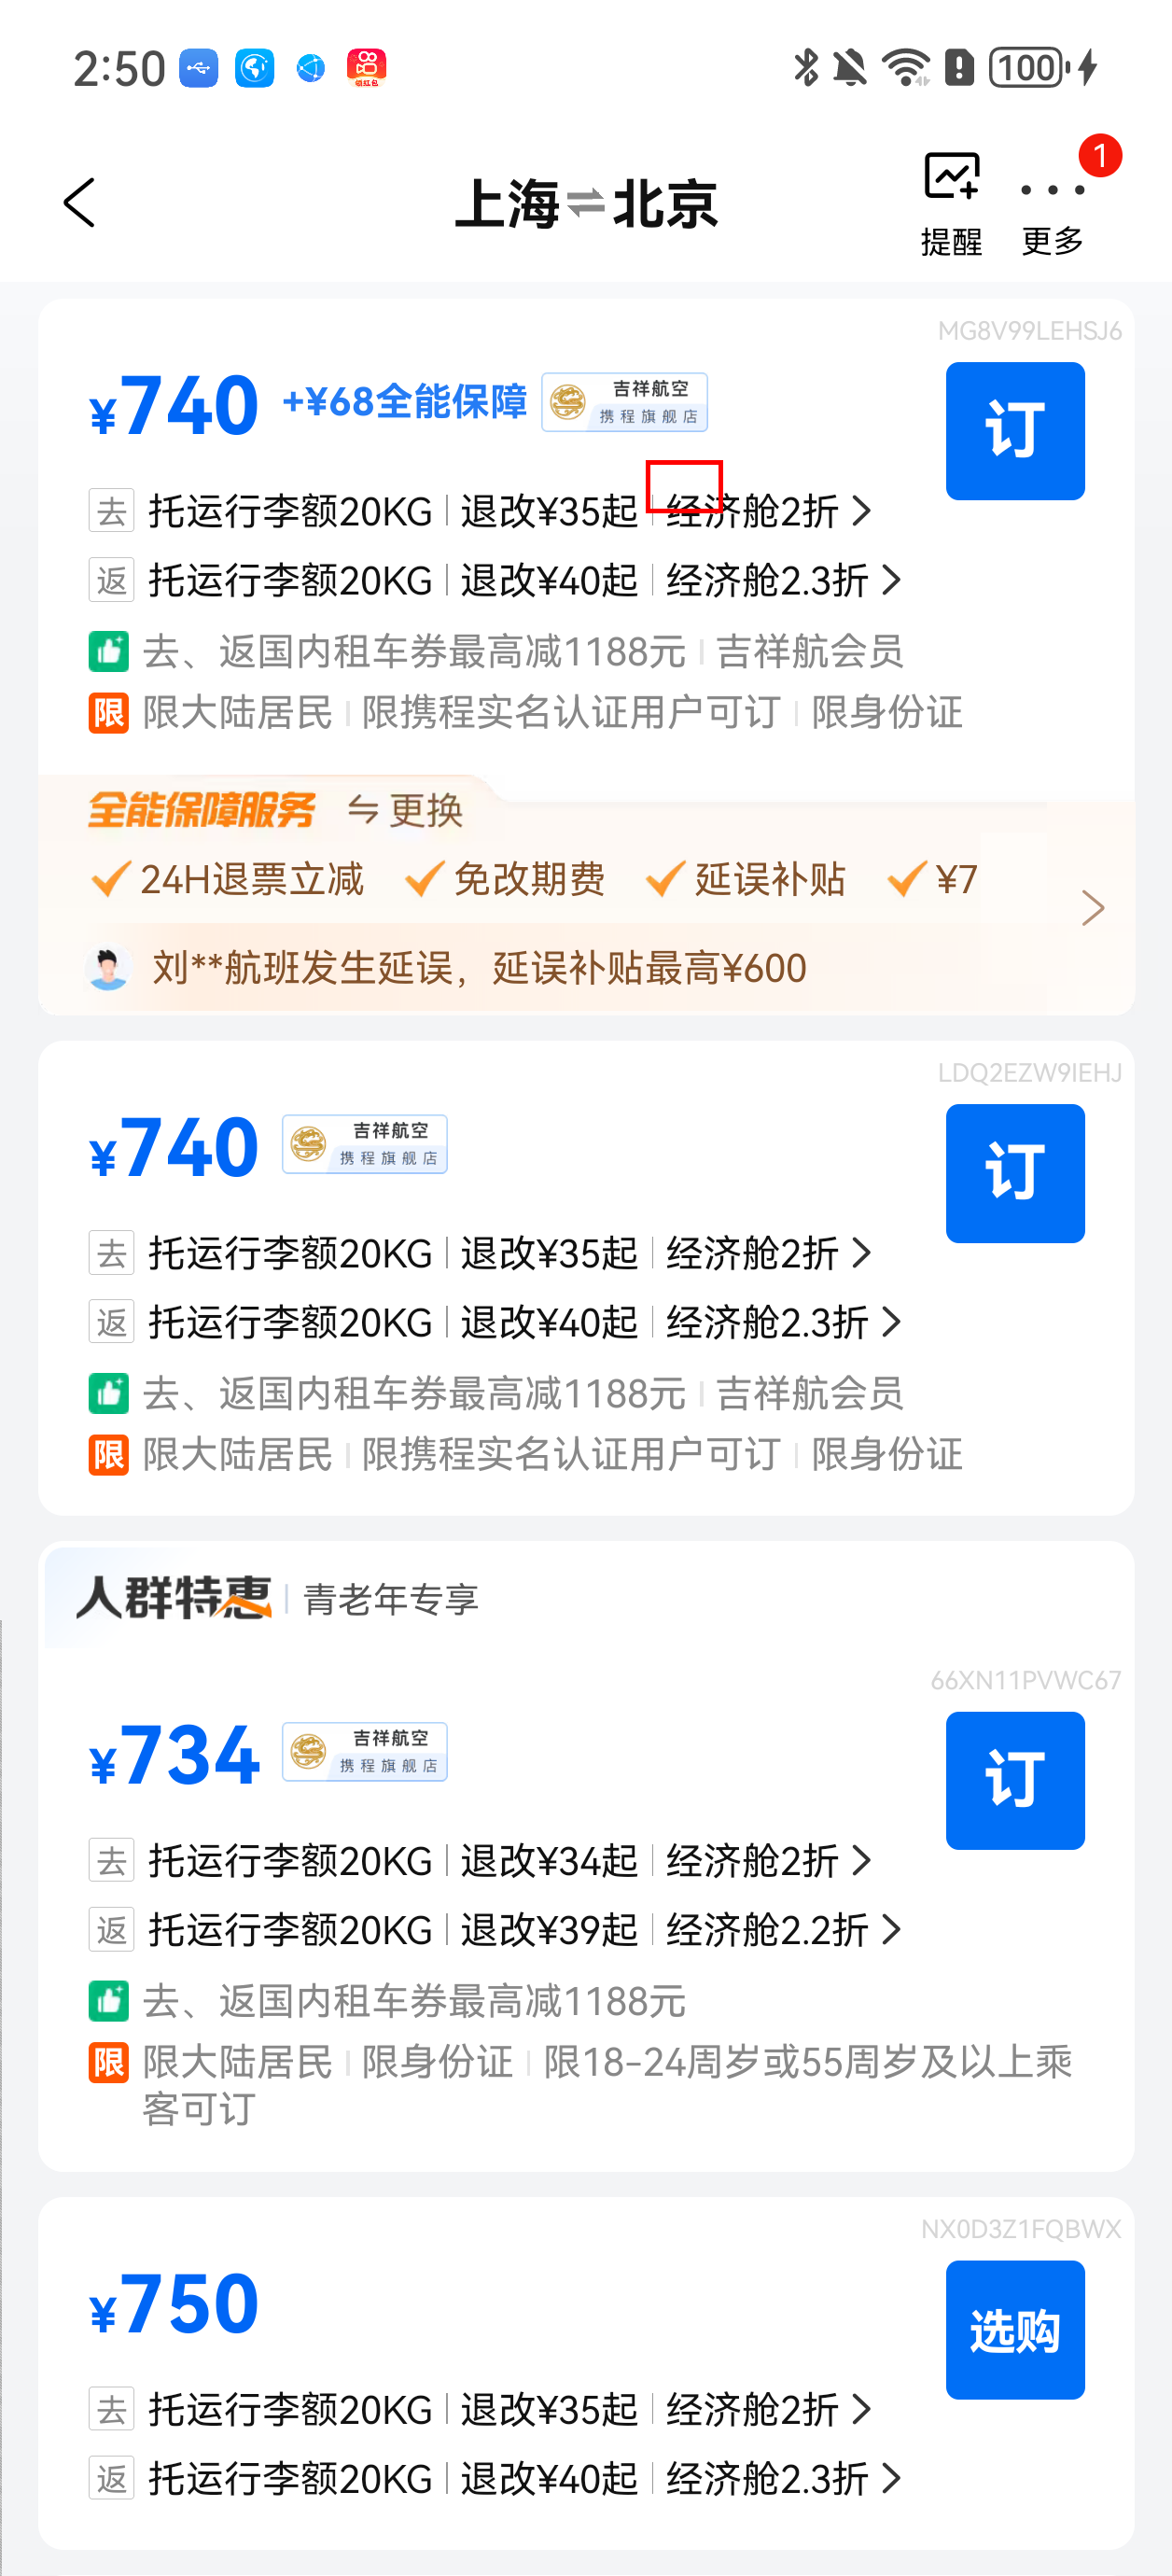 2:50
领红包
100
上海⇌北京
提醒
更多
1
MG8V99LEHSJ6
¥740 +¥68全能保障 吉祥航空
携程旗舰店
订
去 托运行李额20KG 退改¥35起 经济舱2折
返 托运行李额20KG 退改¥40起 经济舱2.3折
去、返国内租车券最高减1188元 吉祥航会员
限 限大陆居民 限携程实名认证用户可订 限身份证
全能保障服务 更换
24H退票立减 免改期费 延误补贴 ¥7
刘**航班发生延误，延误补贴最高¥600
LDQ2EZW9IEHJ
¥740 吉祥航空
携程旗舰店
订
去 托运行李额20KG 退改¥35起 经济舱2折
返 托运行李额20KG 退改¥40起 经济舱2.3折
去、返国内租车券最高减1188元 吉祥航会员
限 限大陆居民 限携程实名认证用户可订 限身份证
人群特惠 青老年专享
66XN11PVWC67
¥734 吉祥航空
携程旗舰店
订
去 托运行李额20KG 退改¥34起 经济舱2折
返 托运行李额20KG 退改¥39起 经济舱2.2折
去、返国内租车券最高减1188元
限 限大陆居民 限身份证 限18-24周岁或55周岁及以上乘
客可订
NX0D3Z1FQBWX
¥750
选购
去 托运行李额20KG 退改¥35起 经济舱2折
返 托运行李额20KG 退改¥40起 经济舱2.3折